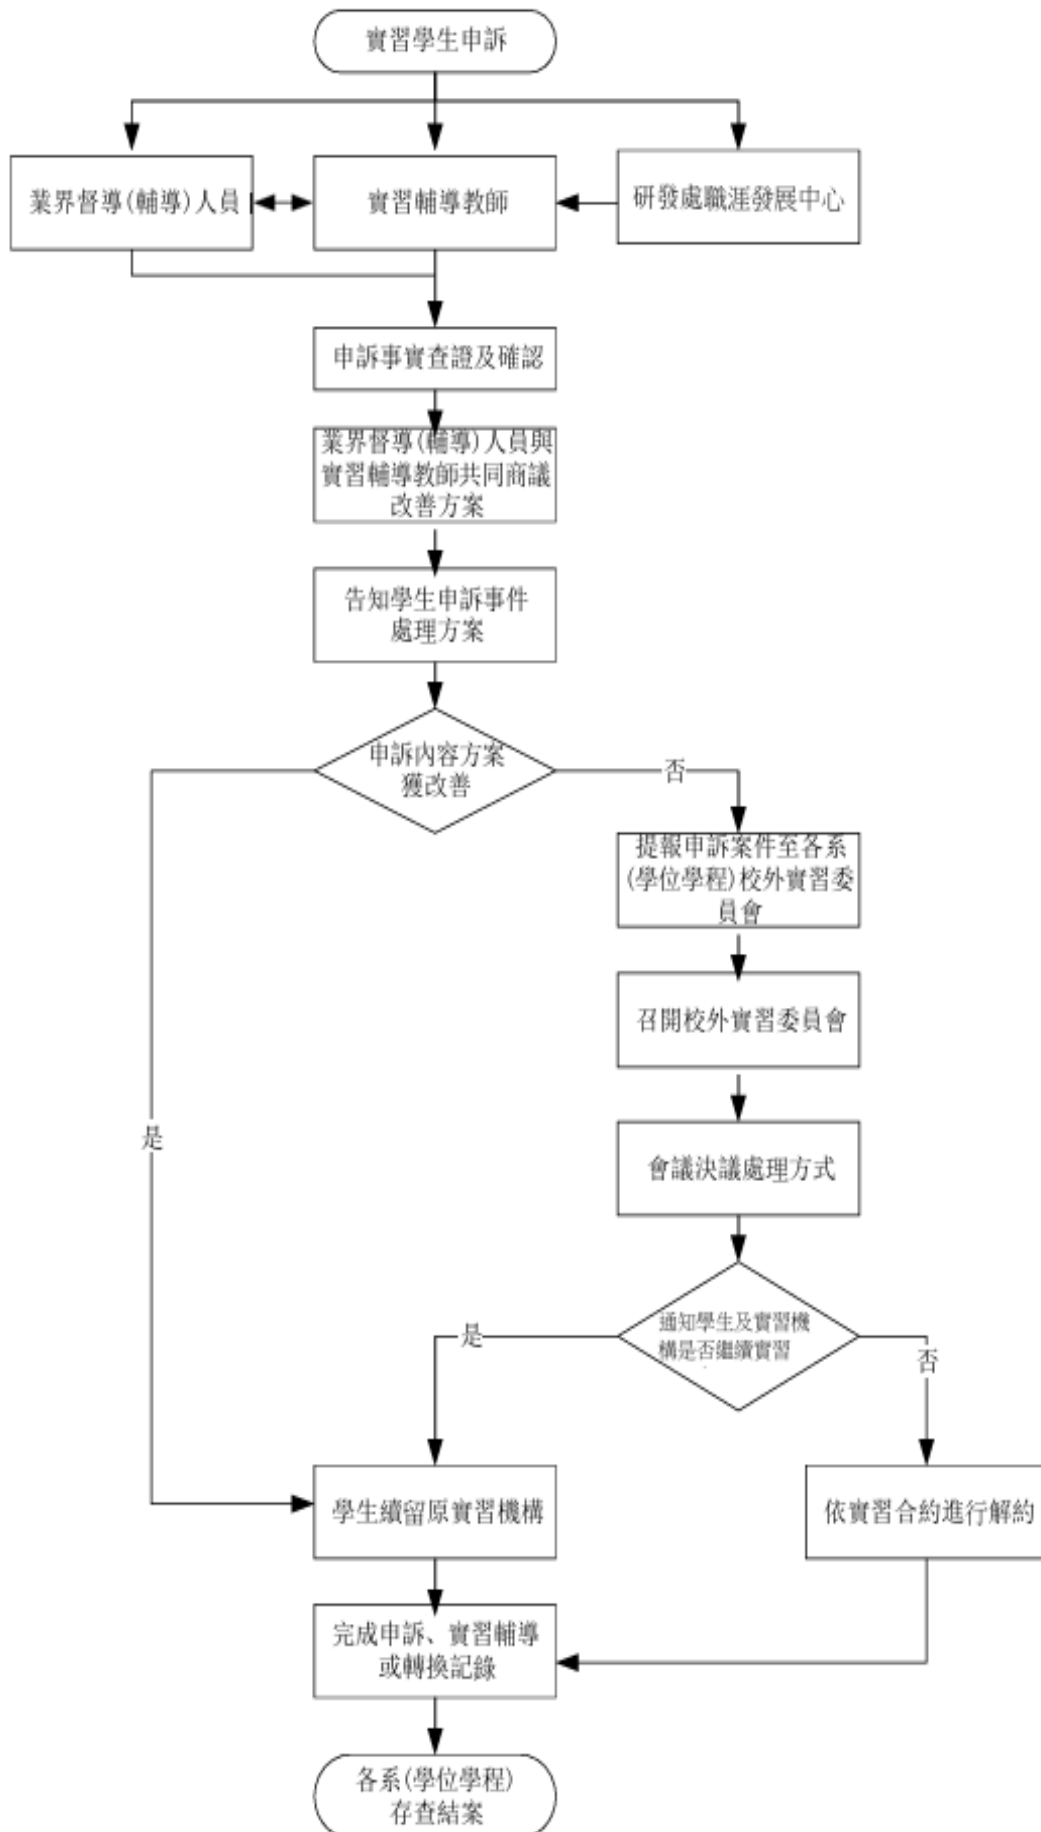 實習學生申訴
業界督導(輔導)人員
實習輔導教師
研發處職涯發展中心
申訴事實查證及確認
業界督導(輔導)人員與
實習輔導教師共同商議
改善方案
告知學生申訴事件
處理方案
申訴內容方案
獲改善
否
提報申訴案件至各系
(學位學程)校外實習委
員會
召開校外實習委員會
是
會議決議處理方式
通知學生及實習機
構是否繼續實習
是
否
學生續留原實習機構
依實習合約進行解約
完成申訴、實習輔導
或轉換記錄
各系(學位學程)
存查結案